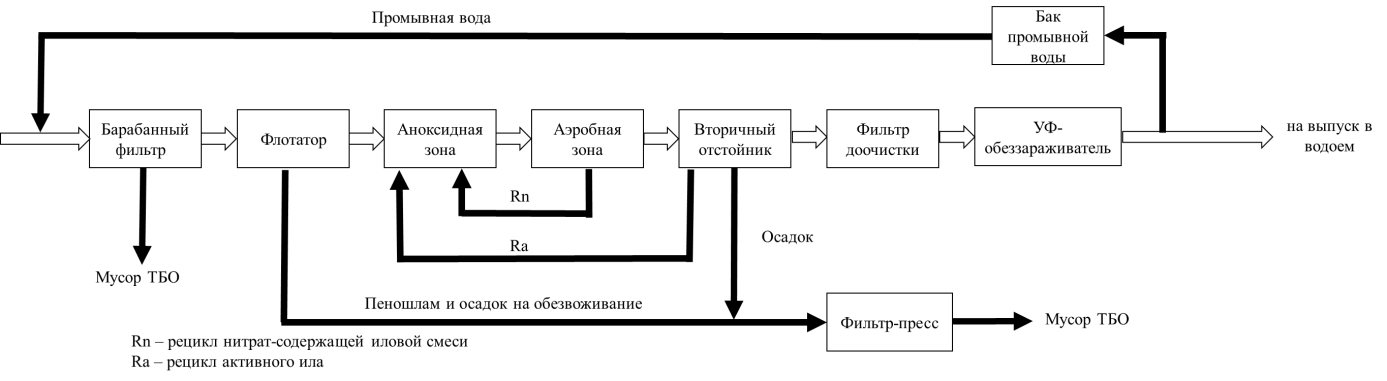 Промывная вода
Бак
промывной
воды
Барабанный
фильтр
Флотатор
Аноксидная
зона
Аэробная
зона
Вторичный
отстойник
Фильтр
доочистки
УФ-
обеззараживатель
на выпуск в
водоем
Rn
Ra
Осадок
Мусор ТБО
Пеношлам и осадок на обезвоживание
Фильтр-пресс
Мусор ТБО
Rn – рецикл нитрат-содержащей иловой смеси
Ra – рецикл активного ила